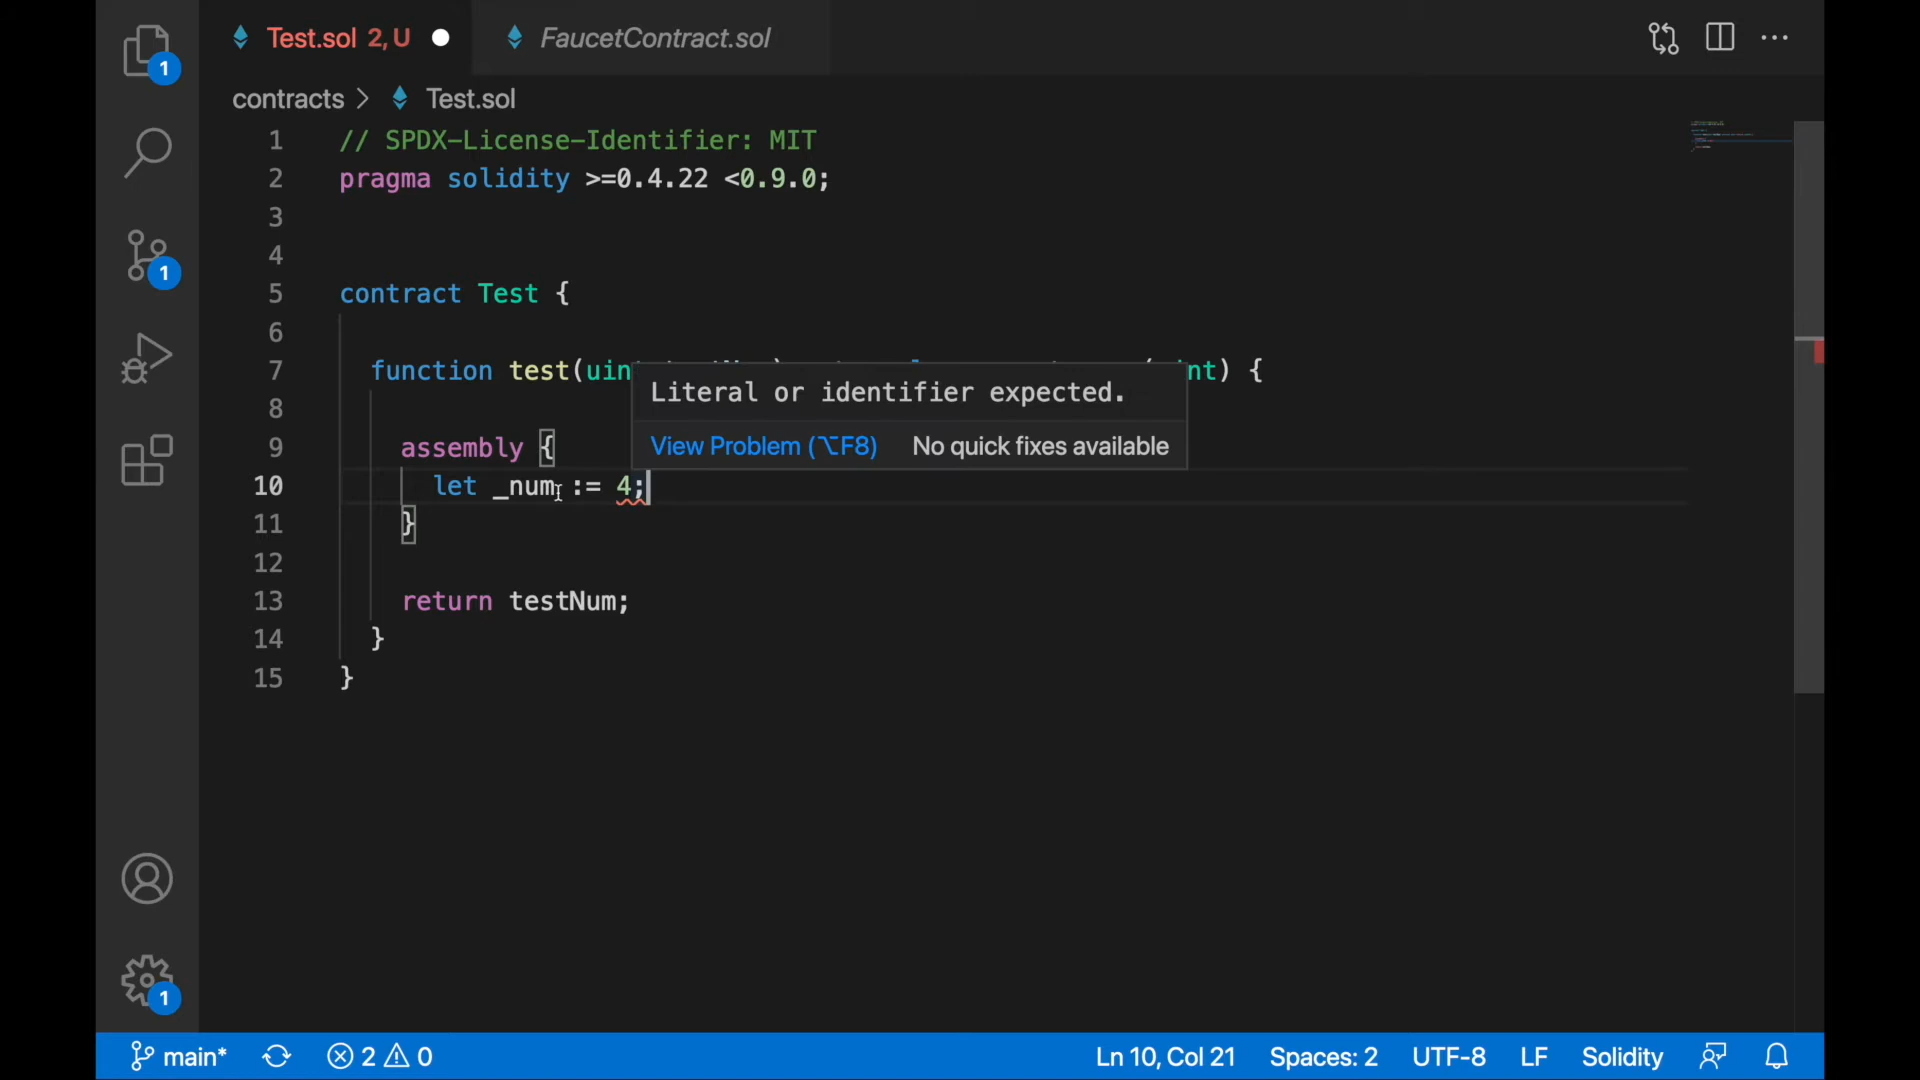 Test.sol 2, U ● FaucetContract.sol
1
contracts > Test.sol
1 // SPDX-License-Identifier: MIT
2 pragma solidity >=0.4.22 <0.9.0;
3
4
1
5 contract Test {
6
7 function test(uin nt) {
Literal or identifier expected.
8
View Problem (⌥F8) No quick fixes available
9 assembly {
10 let _num := 4;
11 }
12
13 return testNum;
14 }
15 }
1
main* 2 0 Ln 10, Col 21 Spaces: 2 UTF-8 LF Solidity